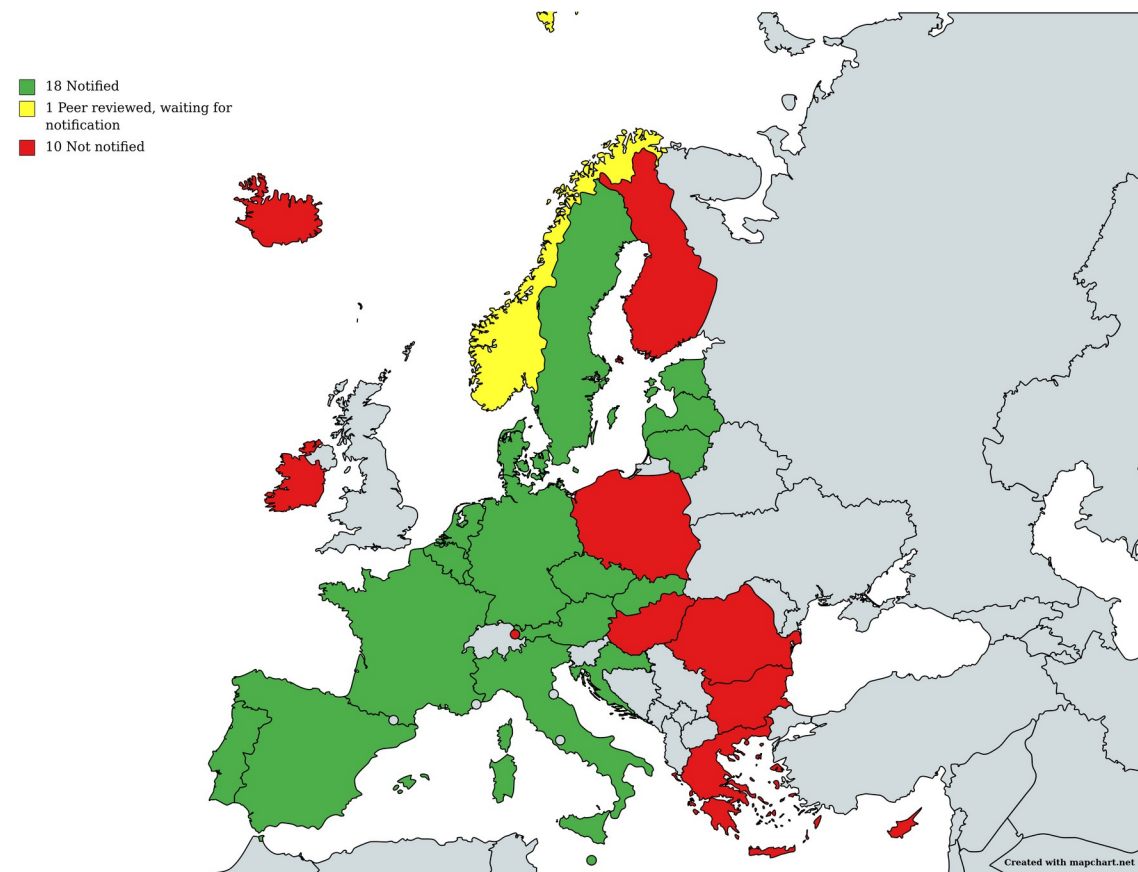 18 Notified
1 Peer reviewed, waiting for
notification
10 Not notified
Created with mapchart.net